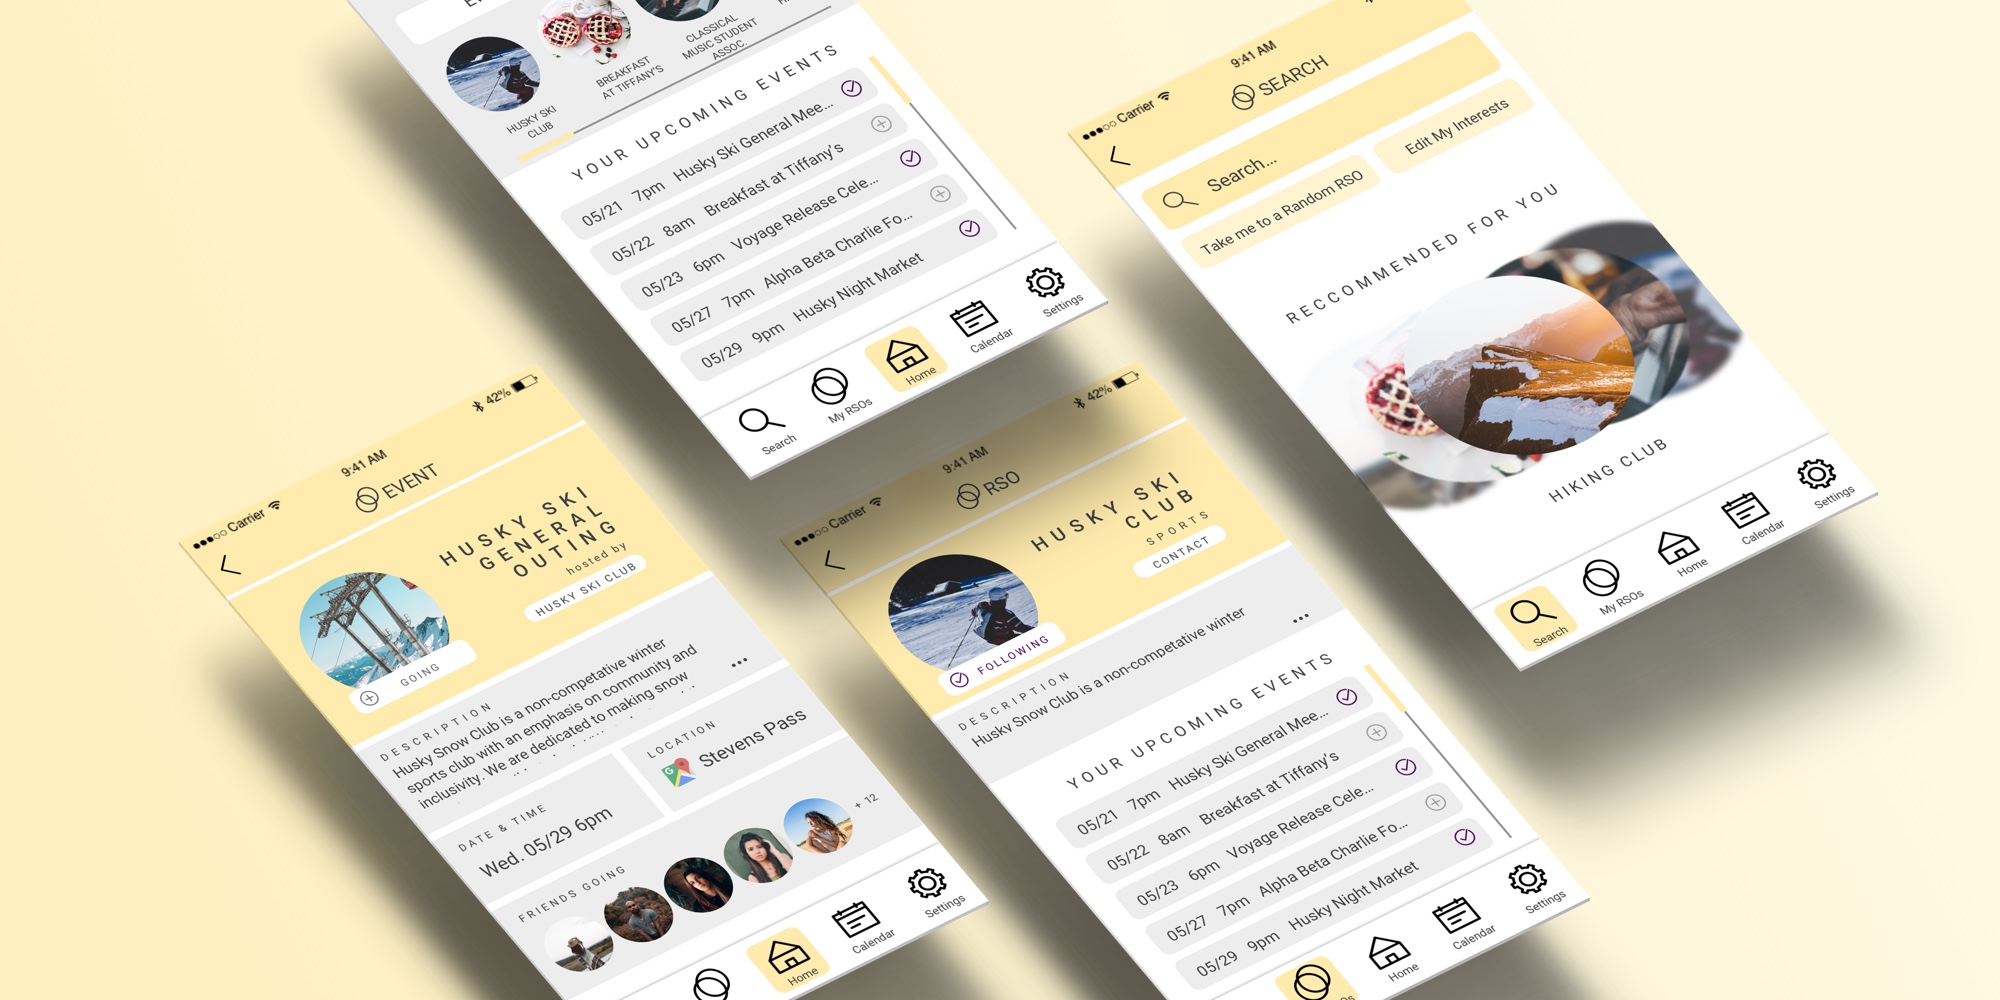 HUSKY SKI
CLUB
BREAKFAST
AT TIFFANY'S
CLASSICAL
MUSIC STUDENT
ASSOC.
YOUR UPCOMING EVENTS
05/21 7pm Husky Ski General Mee...
05/22 8am Breakfast at Tiffany's
05/23 6pm Voyage Release Cele...
05/27 7pm Alpha Beta Charlie Fo...
05/29 9pm Husky Night Market
Search
My RSOs
Home
Calendar
Settings
Carrier
9:41 AM
SEARCH
Search...
Take me to a Random RSO
Edit My Interests
RECCOMMENDED FOR YOU
HIKING CLUB
Search
My RSOs
Home
Calendar
Settings
Carrier
9:41 AM
42%
EVENT
HUSKY SKI
GENERAL
OUTING
hosted by
HUSKY SKI CLUB
GOING
DESCRIPTION
Husky Snow Club is a non-competative winter
sports club with an emphasis on community and
inclusivity. We are dedicated to making snow
...
DATE & TIME
Wed. 05/29 6pm
LOCATION
Stevens Pass
FRIENDS GOING
+ 12
Home
Calendar
Settings
Carrier
9:41 AM
42%
RSO
HUSKY SKI
CLUB
SPORTS
CONTACT
FOLLOWING
DESCRIPTION
Husky Snow Club is a non-competative winter
...
YOUR UPCOMING EVENTS
05/21 7pm Husky Ski General Mee...
05/22 8am Breakfast at Tiffany's
05/23 6pm Voyage Release Cele...
05/27 7pm Alpha Beta Charlie Fo...
05/29 9pm Husky Night Market
Home
Calendar
Settings